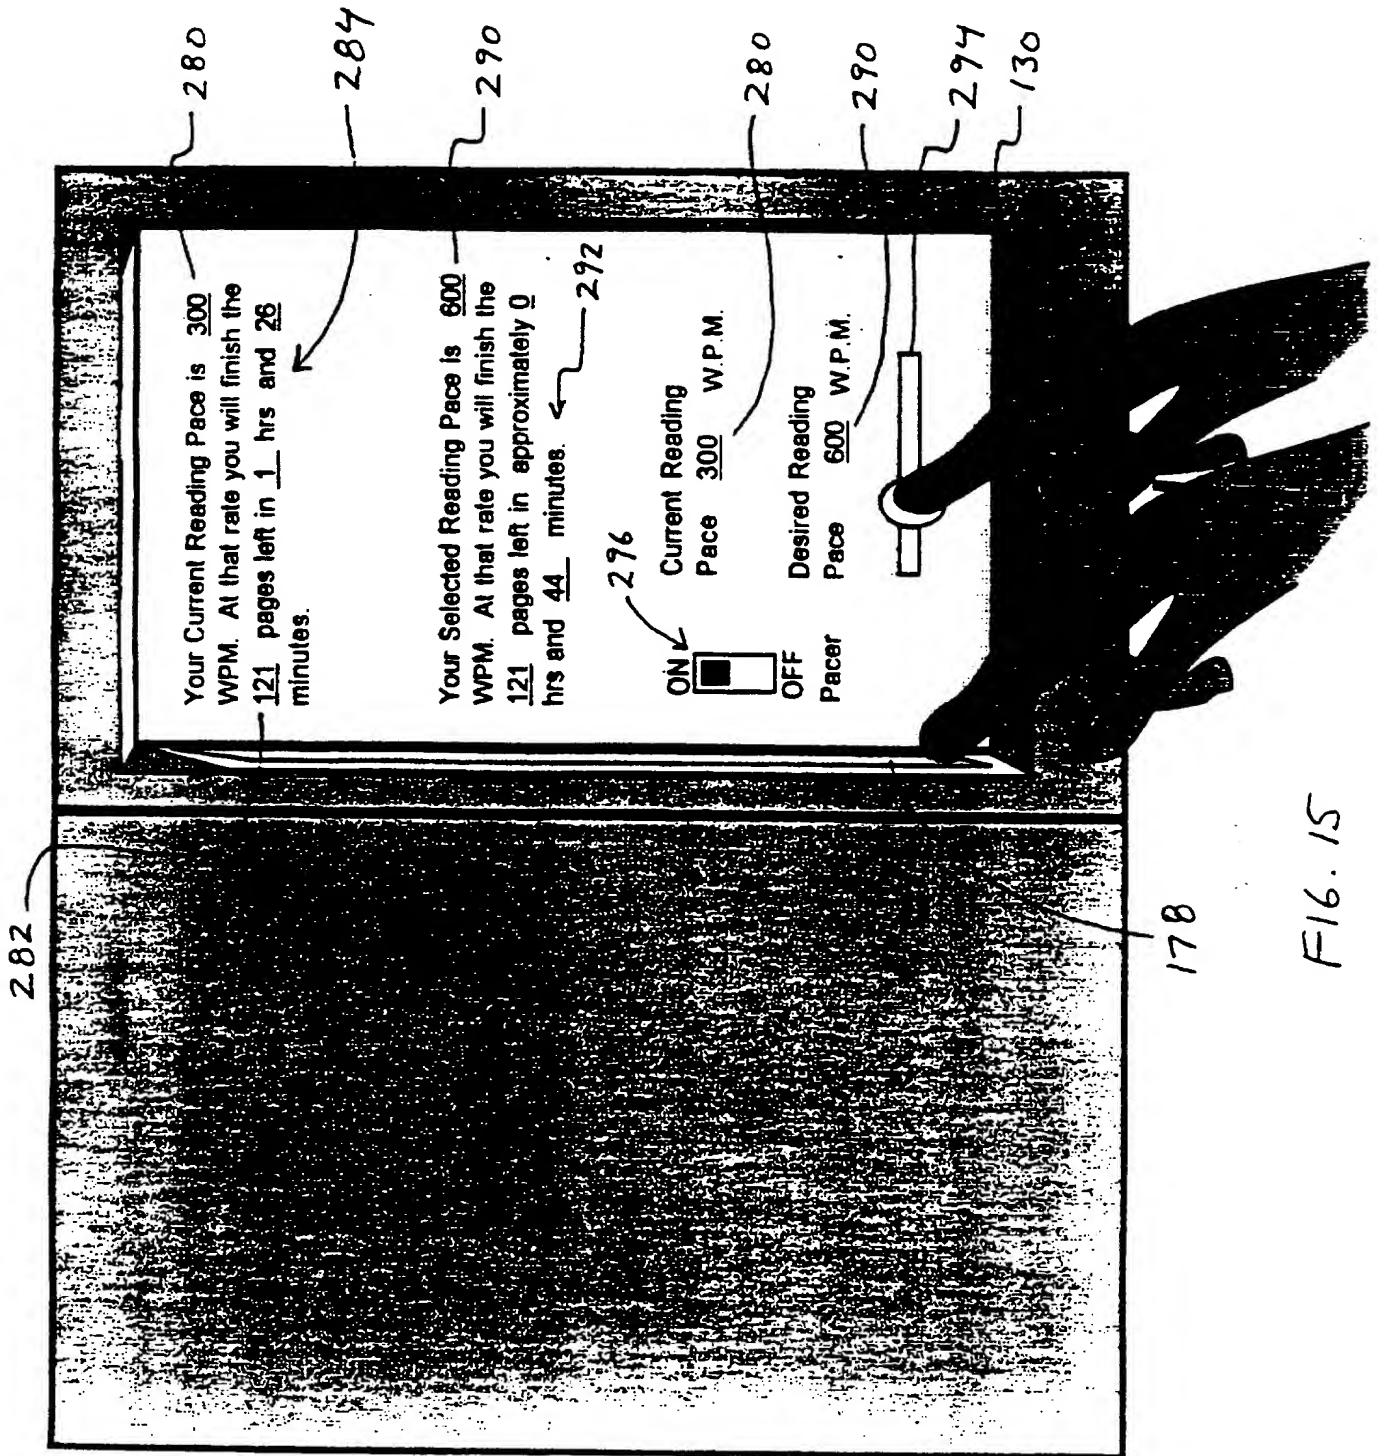 282
Your Current Reading Pace is 300
WPM. At that rate you will finish the
121 pages left in 1 hrs and 26
minutes.
280
284
Your Selected Reading Pace is 600
WPM. At that rate you will finish the
121 pages left in approximately 0
hrs and 44 minutes.
290
292
296
ON
OFF
Pacer
Current Reading
Pace 300 W.P.M.
280
Desired Reading
Pace 600 W.P.M.
290
294
130
178
FIG. 15